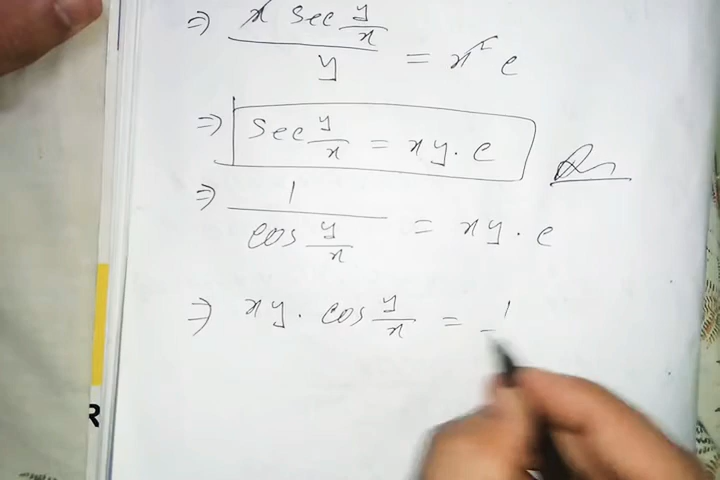 ⇒ x sec y/x / y = x² e
⇒ sec y/x = xy. e
⇒ 1 / cos y/x = xy. e
⇒ xy. cos y/x = 1
R